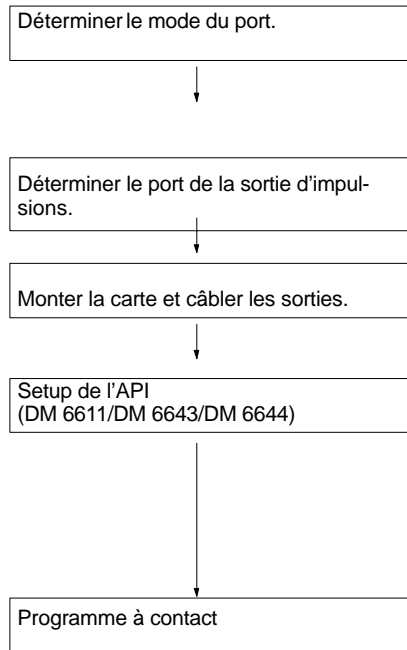 Déterminer le mode du port.
Déterminer le port de la sortie d'impul-
sions.
Monter la carte et câbler les sorties.
Setup de l'API
(DM 6611/DM 6643/DM 6644)
Programme à contact